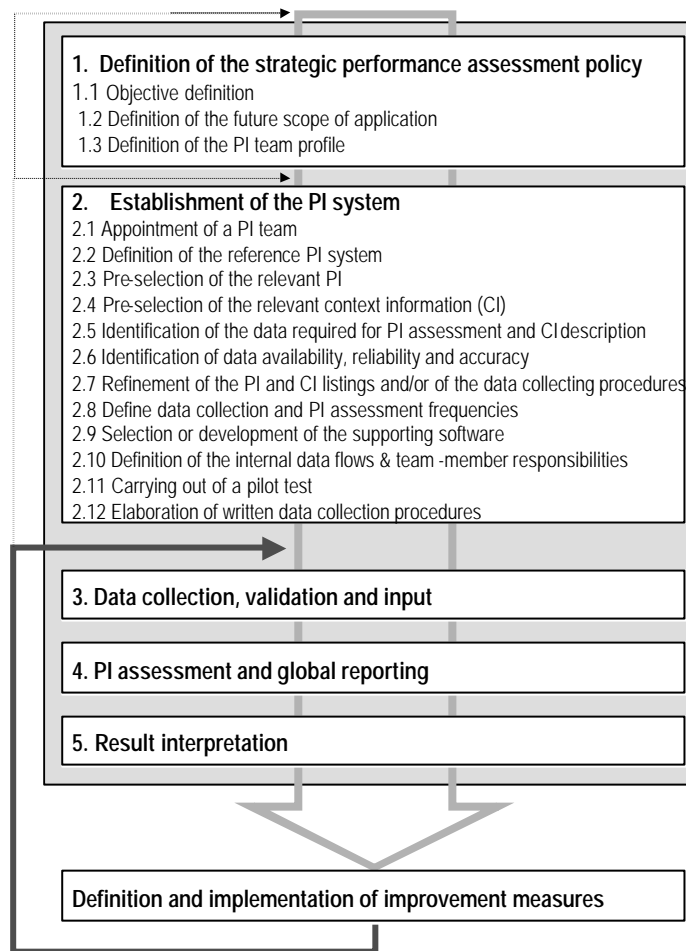 1. Definition of the strategic performance assessment policy
1.1 Objective definition
1.2 Definition of the future scope of application
1.3 Definition of the PI team profile
2. Establishment of the PI system
2.1 Appointment of a PI team
2.2 Definition of the reference PI system
2.3 Pre-selection of the relevant PI
2.4 Pre-selection of the relevant context information (CI)
2.5 Identification of the data required for PI assessment and CI description
2.6 Identification of data availability, reliability and accuracy
2.7 Refinement of the PI and CI listings and/or of the data collecting procedures
2.8 Define data collection and PI assessment frequencies
2.9 Selection or development of the supporting software
2.10 Definition of the internal data flows & team -member responsibilities
2.11 Carrying out of a pilot test
2.12 Elaboration of written data collection procedures
3. Data collection, validation and input
4. PI assessment and global reporting
5. Result interpretation
Definition and implementation of improvement measures